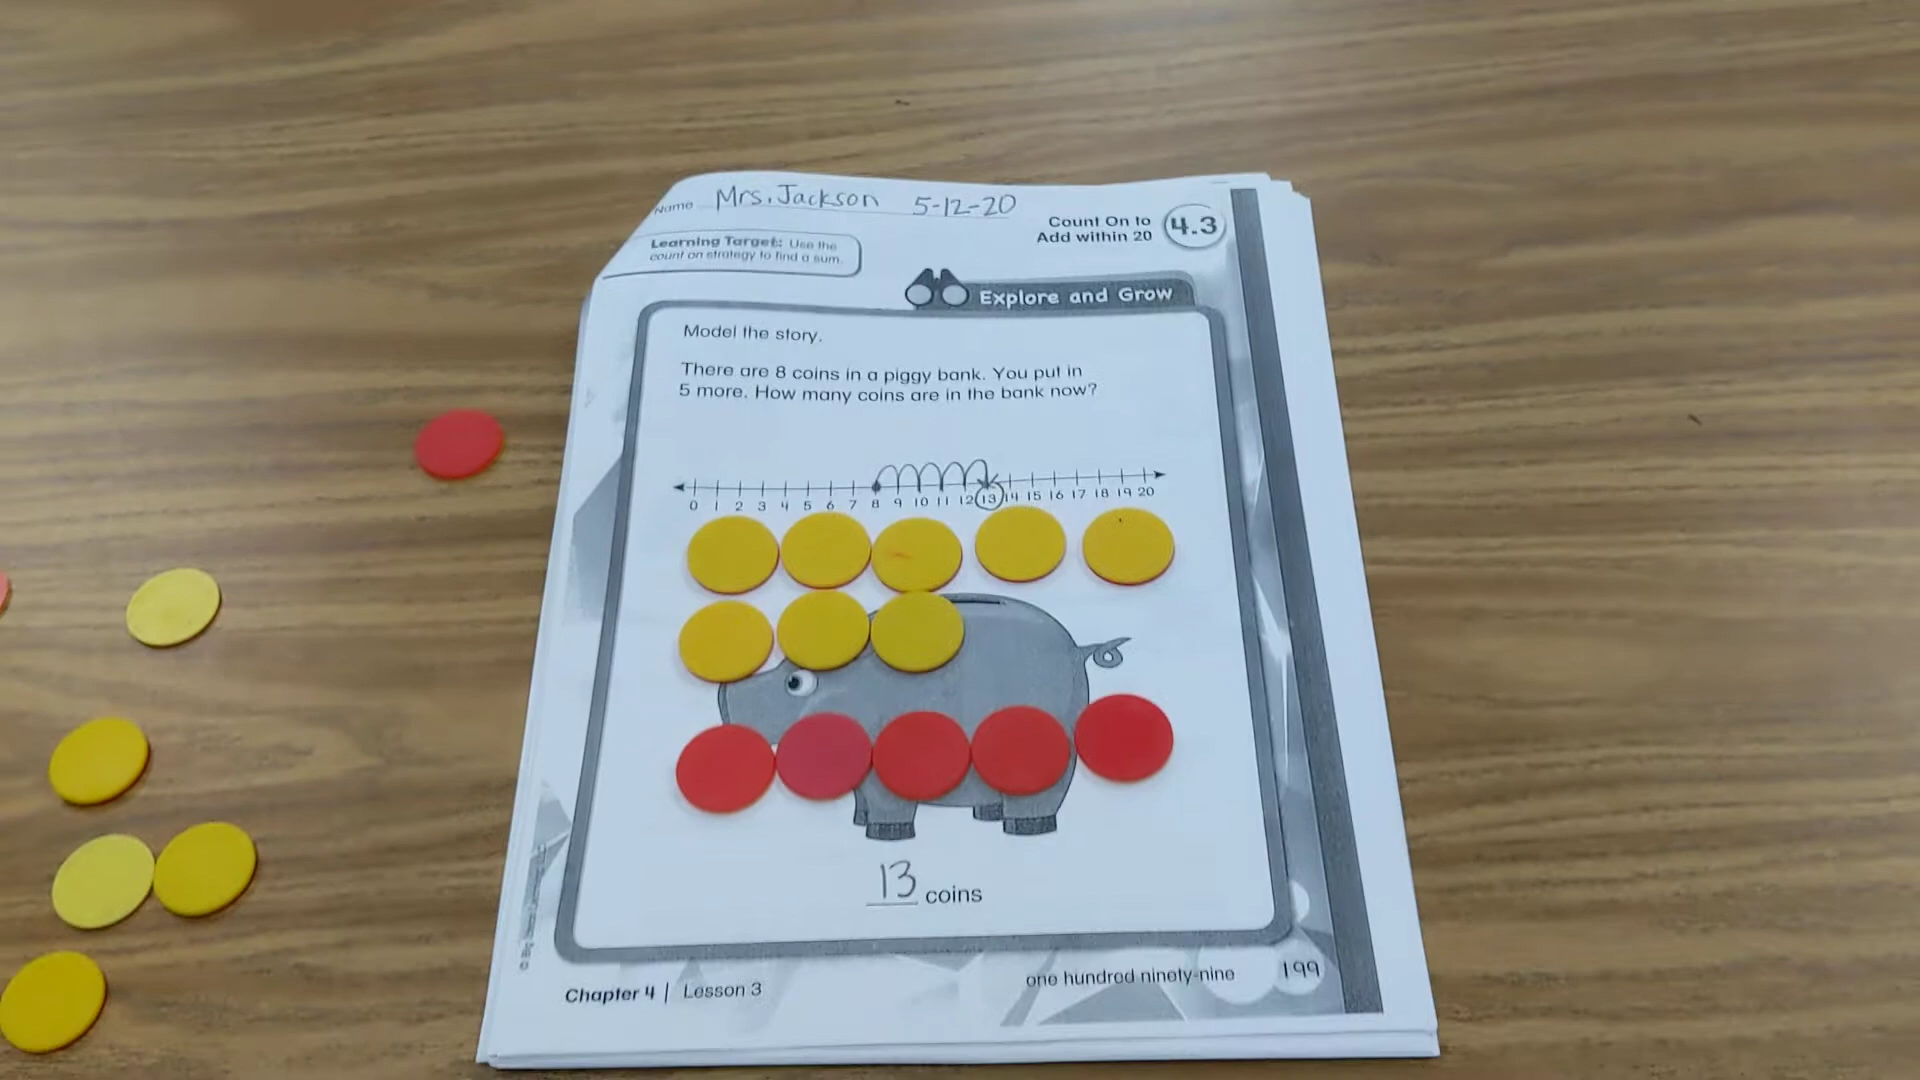 Name Mrs. Jackson 5-12-20
Count On to
Add within 20
4.3
Learning Target: Use the
count on strategy to find a sum.
Explore and Grow
Model the story.
There are 8 coins in a piggy bank. You put in
5 more. How many coins are in the bank now?
0 1 2 3 4 5 6 7 8 9 10 11 12 13 14 15 16 17 18 19 20
13 coins
Chapter 4 | Lesson 3
one hundred ninety-nine 199